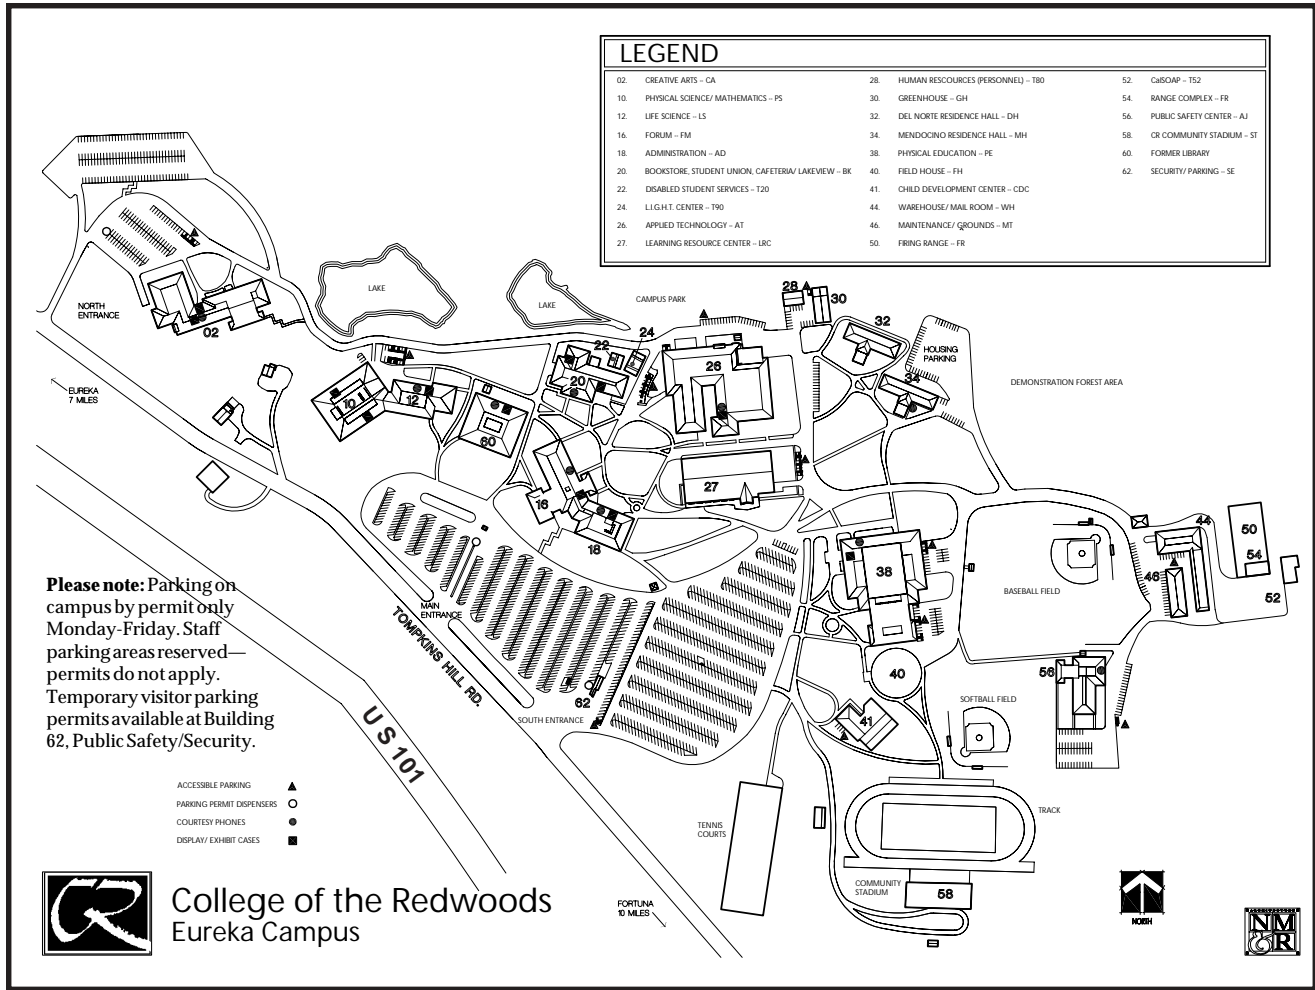 LEGEND
02. CREATIVE ARTS – CA
10. PHYSICAL SCIENCE/ MATHEMATICS – PS
12. LIFE SCIENCE – LS
16. FORUM – FM
18. ADMINISTRATION – AD
20. BOOKSTORE, STUDENT UNION, CAFETERIA/ LAKEVIEW – BK
22. DISABLED STUDENT SERVICES – T20
24. L.I.G.H.T. CENTER – T90
26. APPLIED TECHNOLOGY – AT
27. LEARNING RESOURCE CENTER – LRC
28. HUMAN RESCOURCES (PERSONNEL) – T80
30. GREENHOUSE – GH
32. DEL NORTE RESIDENCE HALL – DH
34. MENDOCINO RESIDENCE HALL – MH
38. PHYSICAL EDUCATION – PE
40. FIELD HOUSE – FH
41. CHILD DEVELOPMENT CENTER – CDC
44. WAREHOUSE/ MAIL ROOM – WH
46. MAINTENANCE/ GROUNDS – MT
50. FIRING RANGE – FR
52. CalSOAP – T52
54. RANGE COMPLEX – FR
56. PUBLIC SAFETY CENTER – AJ
58. CR COMMUNITY STADIUM – ST
60. FORMER LIBRARY
62. SECURITY/ PARKING – SE
NORTH
ENTRANCE
02
LAKE
LAKE
CAMPUS PARK
28
30
32
HOUSING
PARKING
34
DEMONSTRATION FOREST AREA
EUREKA
7 MILES
10
12
60
20
22
24
26
27
16
18
38
40
41
BASEBALL FIELD
44
46
50
54
52
56
SOFTBALL FIELD
MAIN
ENTRANCE
TOMPKINS HILL RD.
62
SOUTH ENTRANCE
U S 101
Please note: Parking on
campus by permit only
Monday-Friday. Staff
parking areas reserved—
permits do not apply.
Temporary visitor parking
permits available at Building
62, Public Safety/Security.
ACCESSIBLE PARKING
PARKING PERMIT DISPENSERS
COURTESY PHONES
DISPLAY/ EXHIBIT CASES
TENNIS
COURTS
TRACK
COMMUNITY
STADIUM
58
FORTUNA
10 MILES
NORTH
CR
College of the Redwoods
Eureka Campus
NM
&R